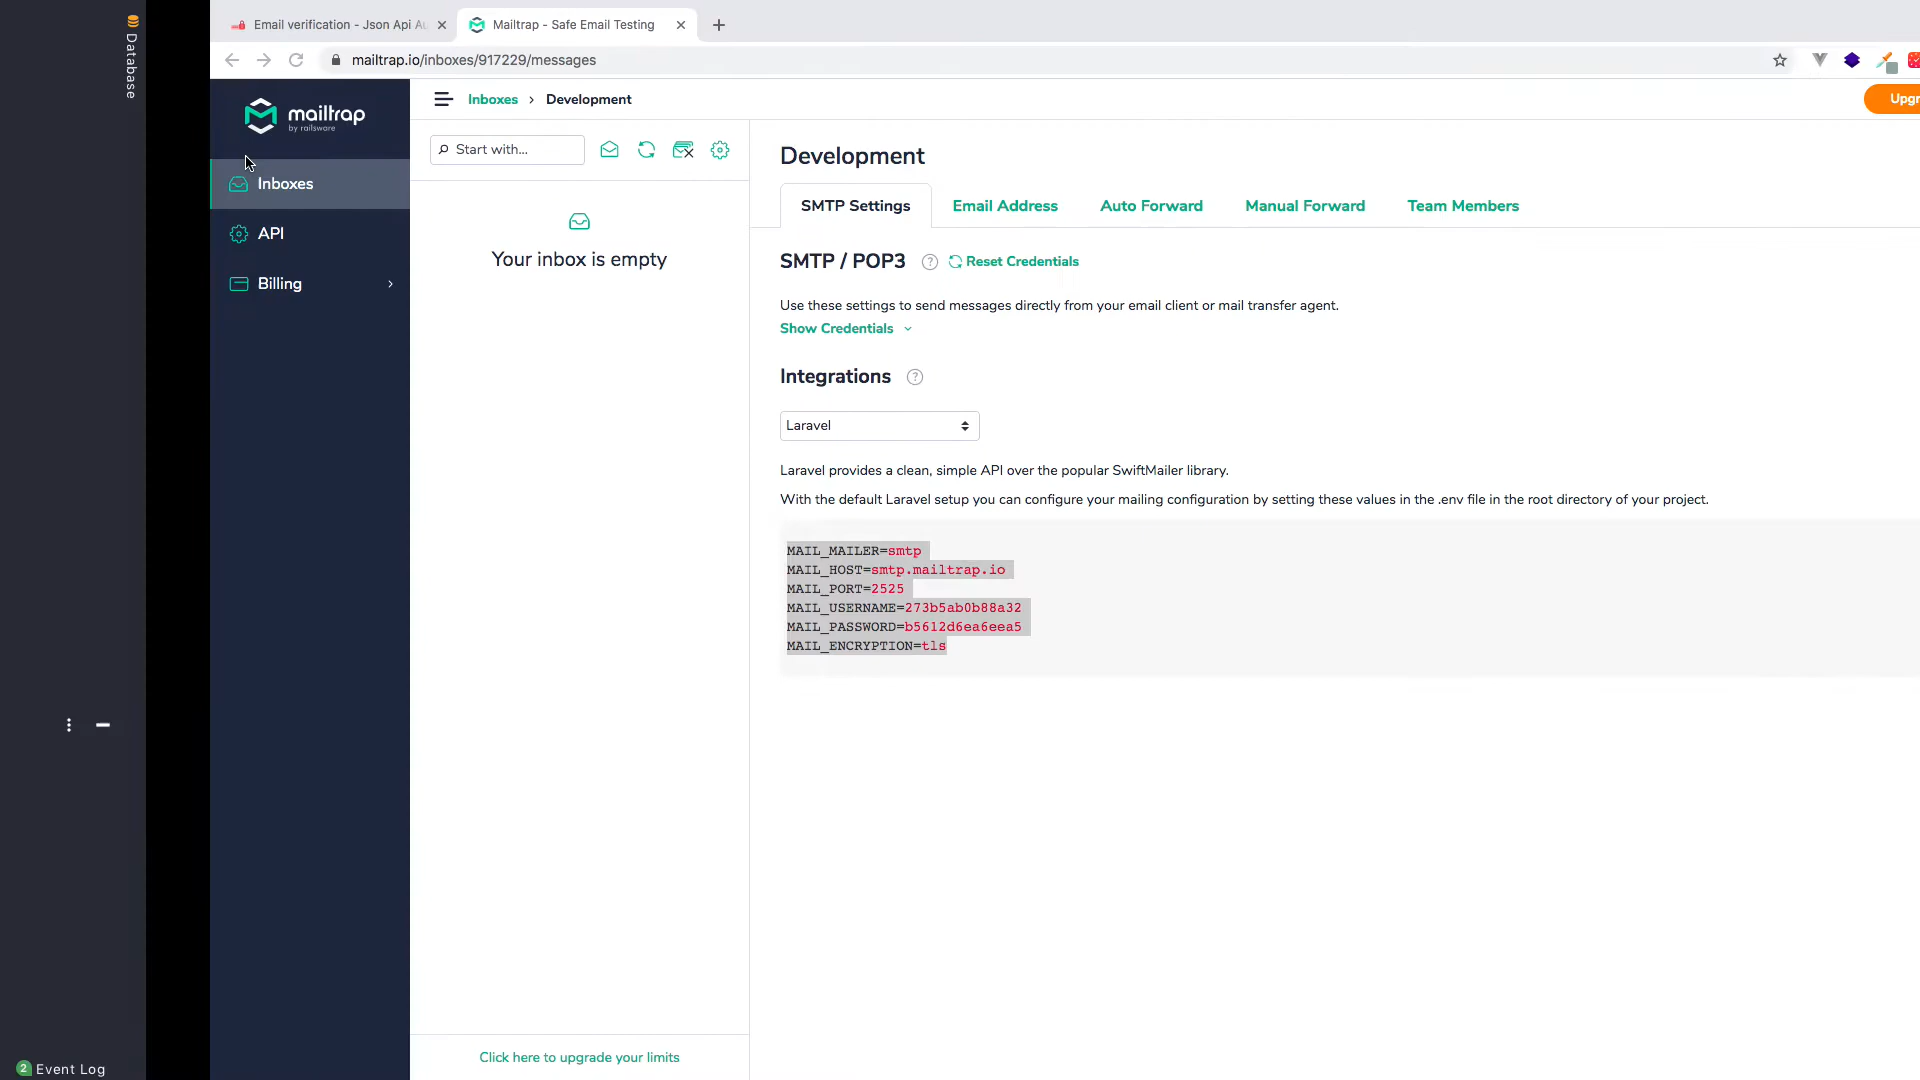 Database
Email verification - Json Api Au
Mailtrap - Safe Email Testing
mailtrap.io/inboxes/917229/messages
mailtrap
by railsware
Inboxes
API
Billing
Inboxes › Development
Upgr
Start with...
Your inbox is empty
Click here to upgrade your limits
Development
SMTP Settings
Email Address
Auto Forward
Manual Forward
Team Members
SMTP / POP3
Reset Credentials
Use these settings to send messages directly from your email client or mail transfer agent.
Show Credentials
Integrations
Laravel
Laravel provides a clean, simple API over the popular SwiftMailer library.
With the default Laravel setup you can configure your mailing configuration by setting these values in the .env file in the root directory of your project.
MAIL_MAILER=smtp
MAIL_HOST=smtp.mailtrap.io
MAIL_PORT=2525
MAIL_USERNAME=273b5ab0b88a32
MAIL_PASSWORD=b5612d6ea6eea5
MAIL_ENCRYPTION=tls
2 Event Log